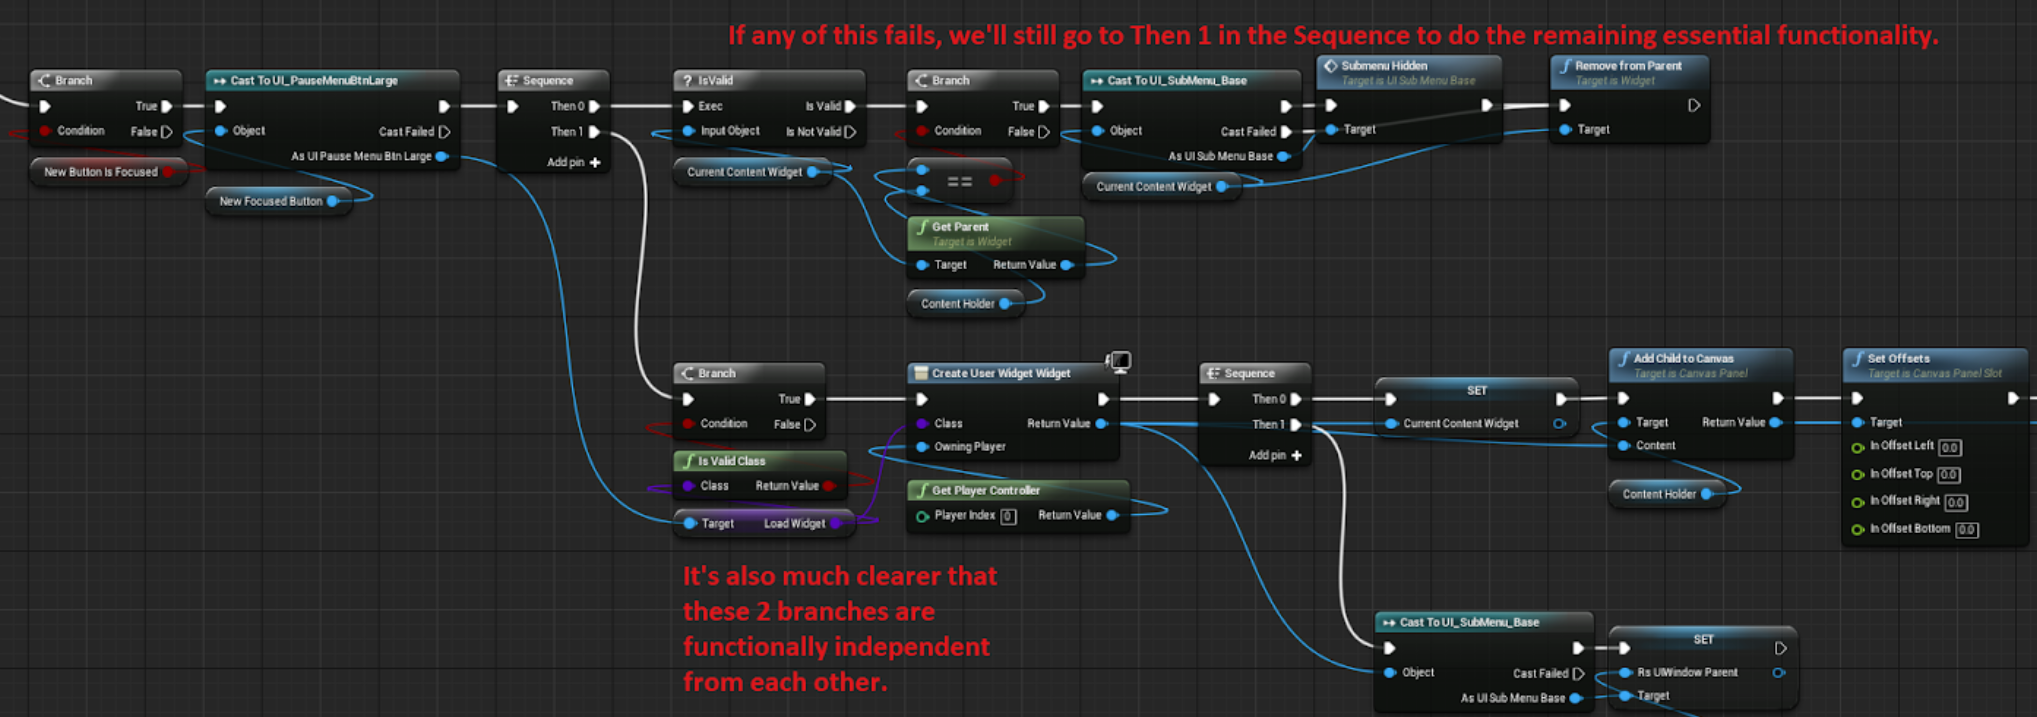 If any of this fails, we'll still go to Then 1 in the Sequence to do the remaining essential functionality.
Branch
True
Condition
False
New Button Is Focused
Cast To UI_PauseMenuBtnLarge
Object
Cast Failed
As UI Pause Menu Btn Large
New Focused Button
Sequence
Then 0
Then 1
Add pin +
? IsValid
Exec
Is Valid
Input Object
Is Not Valid
Current Content Widget
Branch
True
Condition
False
==
f Get Parent
Target is Widget
Target
Return Value
Content Holder
Cast To UI_SubMenu_Base
Object
Cast Failed
As UI Sub Menu Base
Current Content Widget
Submenu Hidden
Target is UI Sub Menu Base
Target
f Remove from Parent
Target is Widget
Target
Branch
True
Condition
False
f Is Valid Class
Class
Return Value
Target
Load Widget
Create User Widget Widget
Class
Return Value
Owning Player
f Get Player Controller
Player Index 0
Return Value
Sequence
Then 0
Then 1
Add pin +
SET
Current Content Widget
f Add Child to Canvas
Target is Canvas Panel
Target
Return Value
Content
Content Holder
f Set Offsets
Target is Canvas Panel Slot
Target
In Offset Left 0.0
In Offset Top 0.0
In Offset Right 0.0
In Offset Bottom 0.0
It's also much clearer that
these 2 branches are
functionally independent
from each other.
Cast To UI_SubMenu_Base
Object
Cast Failed
As UI Sub Menu Base
SET
Rs UIWindow Parent
Target